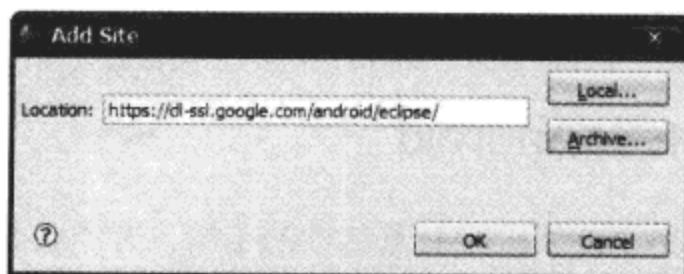 Add Site
Local...
Location: https://dl-ssl.google.com/android/eclipse/
Archive...
OK
Cancel